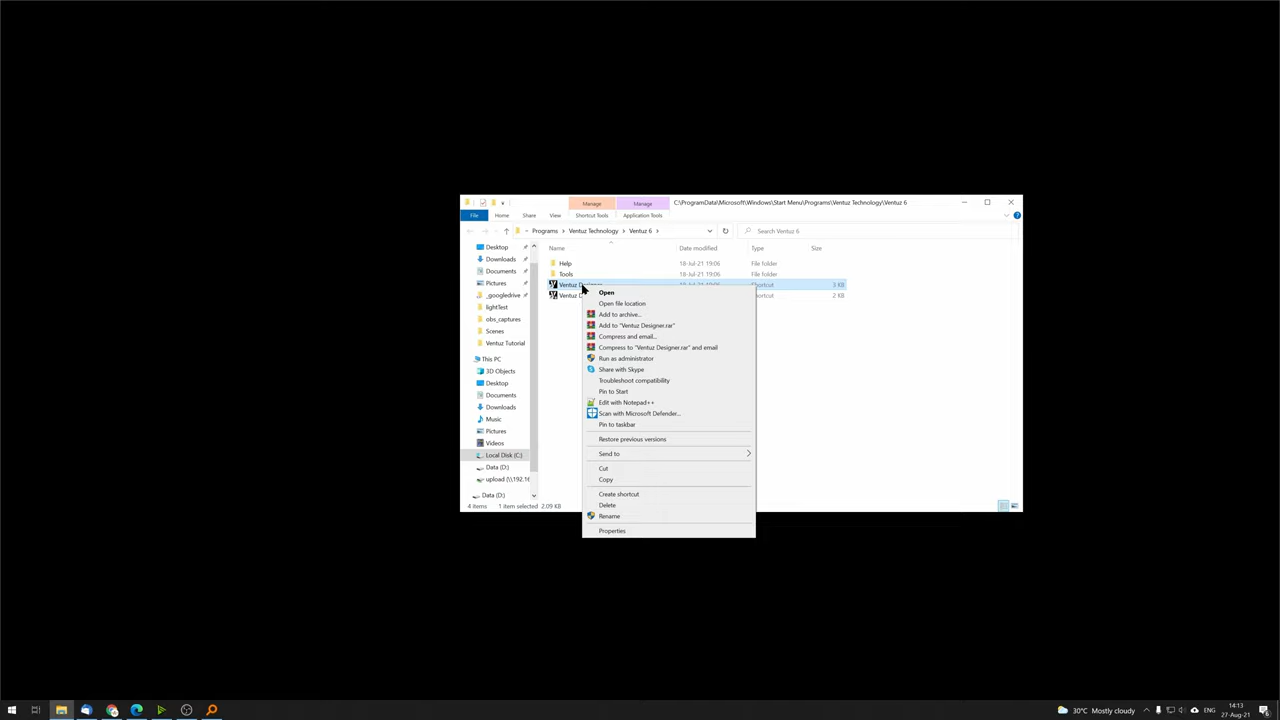 Manage
Manage
C:\ProgramData\Microsoft\Windows\Start Menu\Programs\Ventuz Technology\Ventuz 6
File
Home
Share
View
Shortcut Tools
Application Tools
Programs
Ventuz Technology
Ventuz 6
Search Ventuz 6
Name
Date modified
Type
Size
Desktop
Downloads
Documents
Pictures
_googledrive
lightTest
obs_captures
Scenes
Ventuz Tutorial
This PC
3D Objects
Desktop
Documents
Downloads
Music
Pictures
Videos
Local Disk (C:)
Data (D:)
upload (\\192.16
Data (D:)
Help 18-Jul-21 19:06 File folder
Tools 18-Jul-21 19:06 File folder
Ventuz Designer 3 KB
Ventuz 2 KB
Open
Open file location
Add to archive...
Add to "Ventuz Designer.rar"
Compress and email...
Compress to "Ventuz Designer.rar" and email
Run as administrator
Share with Skype
Troubleshoot compatibility
Pin to Start
Edit with Notepad++
Scan with Microsoft Defender...
Pin to taskbar
Restore previous versions
Send to
Cut
Copy
Create shortcut
Delete
Rename
Properties
4 items 1 item selected 2.09 KB
30°C Mostly cloudy
ENG
14:13
27-Aug-21